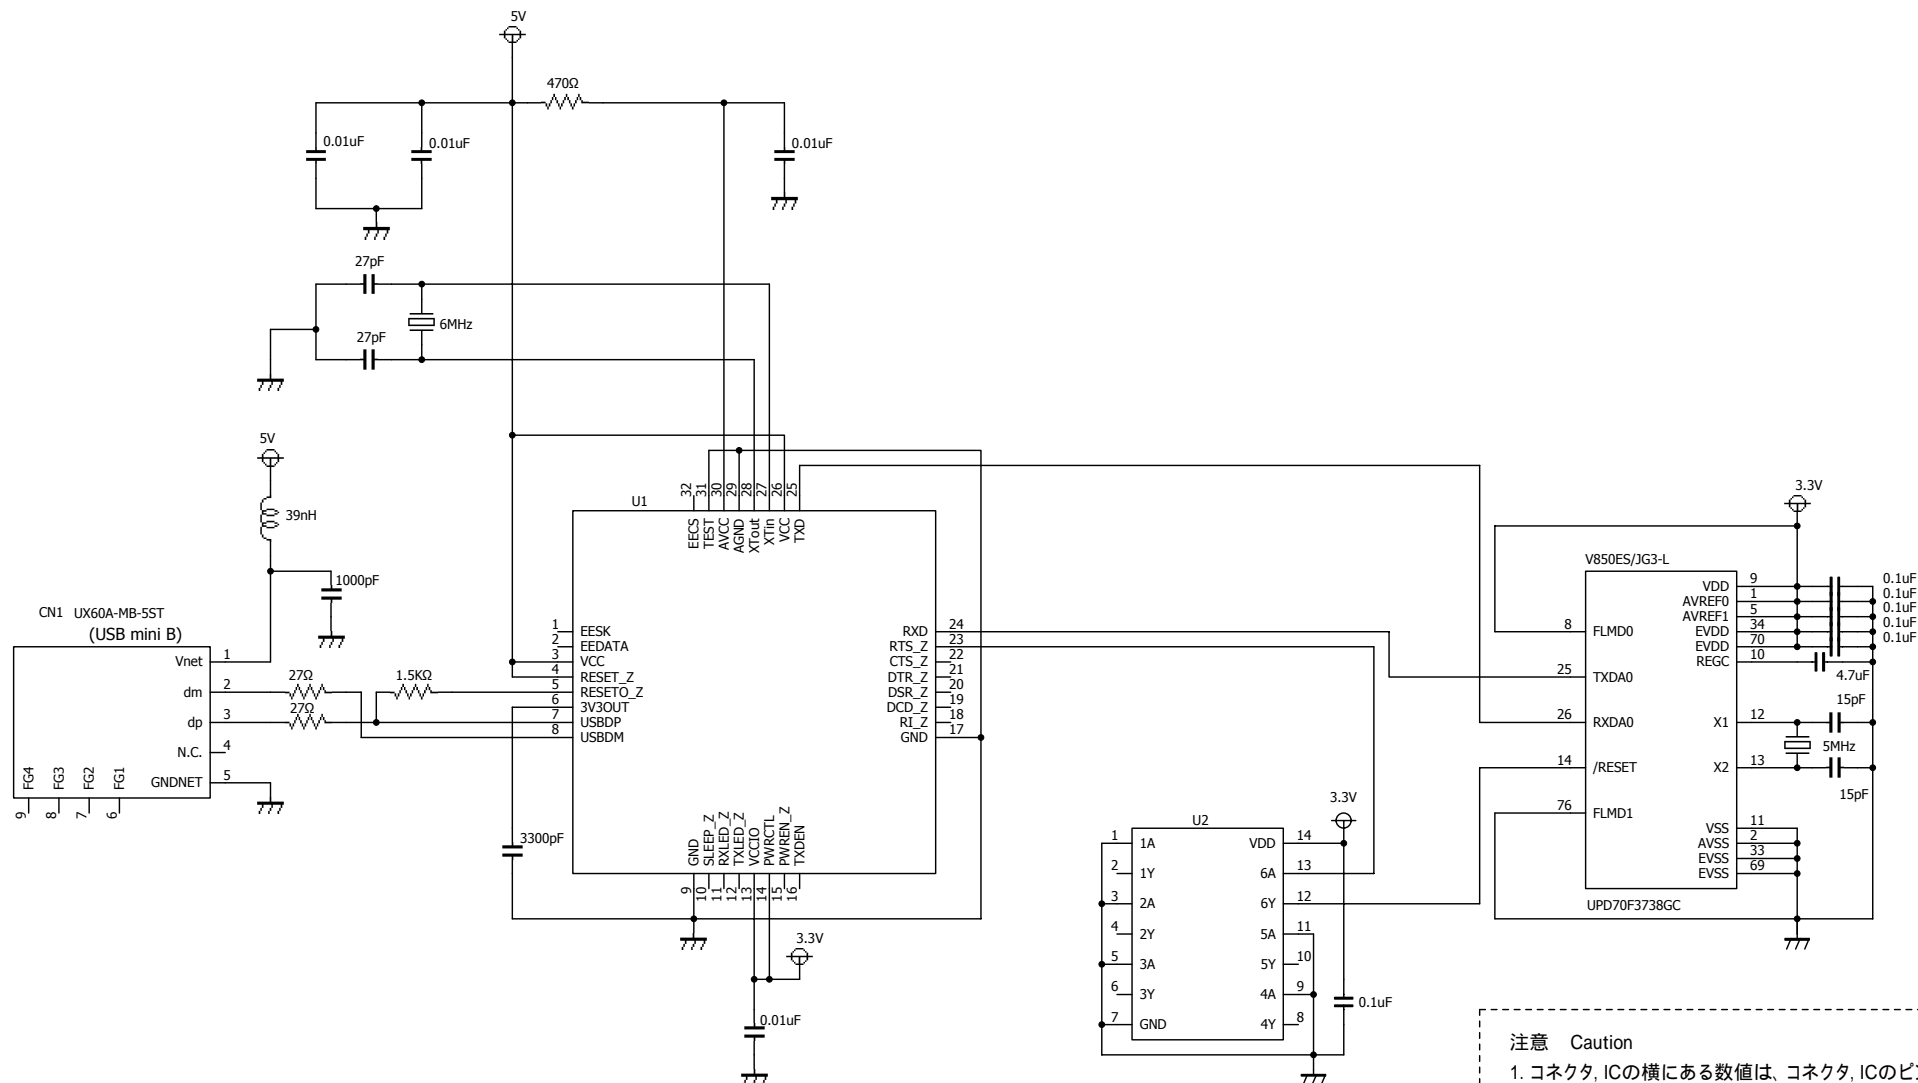 5V
470Ω
0.01uF
0.01uF
0.01uF
27pF
6MHz
27pF
5V
39nH
1000pF
CN1 UX60A-MB-5ST
(USB mini B)
Vnet 1
dm 2
dp 3
N.C. 4
GNDNET 5
FG4 9
FG3 8
FG2 7
FG1 6
27Ω
27Ω
1.5KΩ
3300pF
U1
32 EECS
31 TEST
30 AVCC
29 AGND
28 XTout
27 XTin
26 VCC
25 TXD
1 EESK
2 EEDATA
3 VCC
4 RESET_Z
5 RESETO_Z
6 3V3OUT
7 USBDP
8 USBDM
RXD 24
RTS_Z 23
CTS_Z 22
DTR_Z 21
DSR_Z 20
DCD_Z 19
RI_Z 18
GND 17
GND 9
SLEEP_Z 10
RXLED_Z 11
TXLED_Z 12
VCCIO 13
PWRCTL 14
PWREN_Z 15
TXDEN 16
3.3V
0.01uF
U2
1 1A
2 1Y
3 2A
4 2Y
5 3A
6 3Y
7 GND
VDD 14
6A 13
6Y 12
5A 11
5Y 10
4A 9
4Y 8
3.3V
0.1uF
3.3V
V850ES/JG3-L
8 FLMD0
25 TXDA0
26 RXDA0
14 /RESET
76 FLMD1
VDD 9
AVREF0 1
AVREF1 5
EVDD 34
EVDD 70
REGC 10
X1 12
X2 13
VSS 11
AVSS 2
EVSS 33
EVSS 69
UPD70F3738GC
0.1uF
0.1uF
0.1uF
0.1uF
0.1uF
4.7uF
15pF
5MHz
15pF
注意 Caution
1. コネクタ, ICの横にある数値は、コネクタ, ICのピ